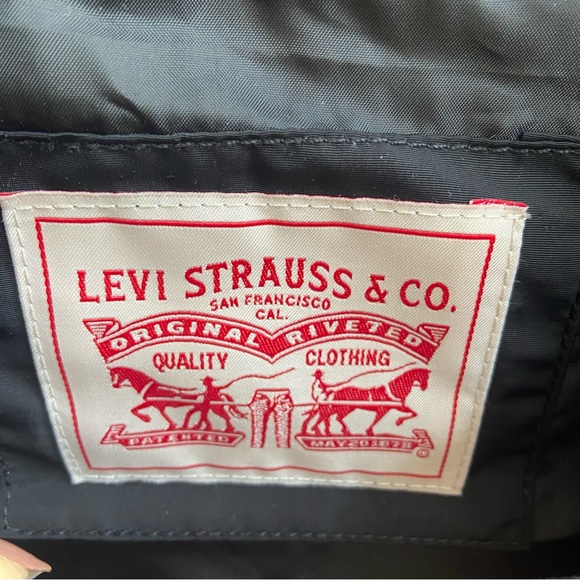 LEVI STRAUSS & CO.
SAN FRANCISCO
CAL.
ORIGINAL RIVETED
QUALITY CLOTHING
PATENTED MAY 20 1873
®